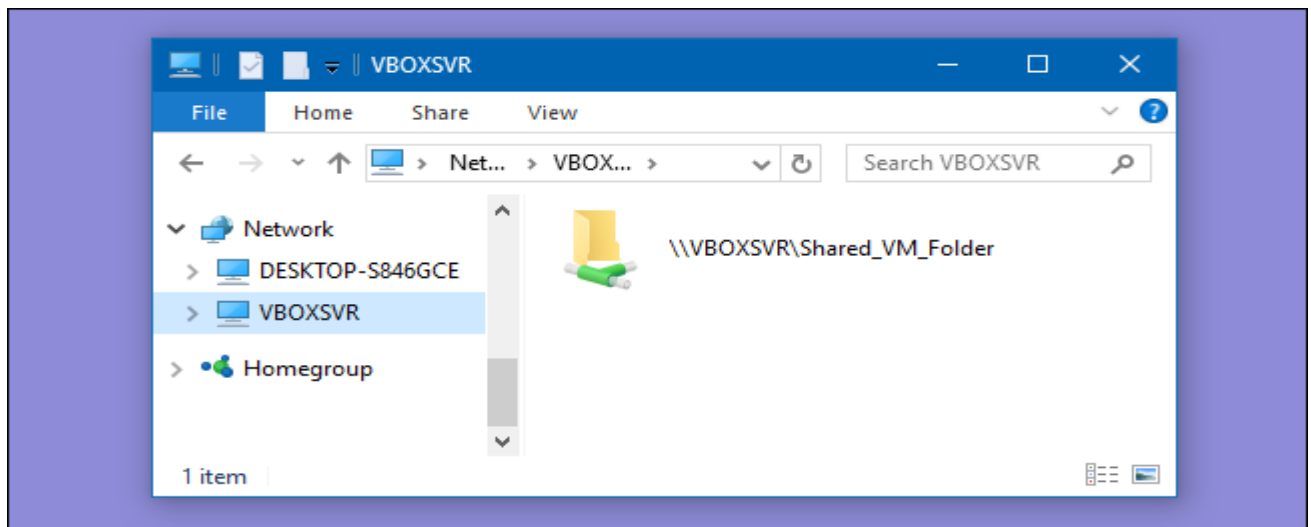 VBOXSVR
File Home Share View
Net... VBOX... Search VBOXSVR
Network
DESKTOP-S846GCE
VBOXSVR
Homegroup
\\VBOXSVR\Shared_VM_Folder
1 item